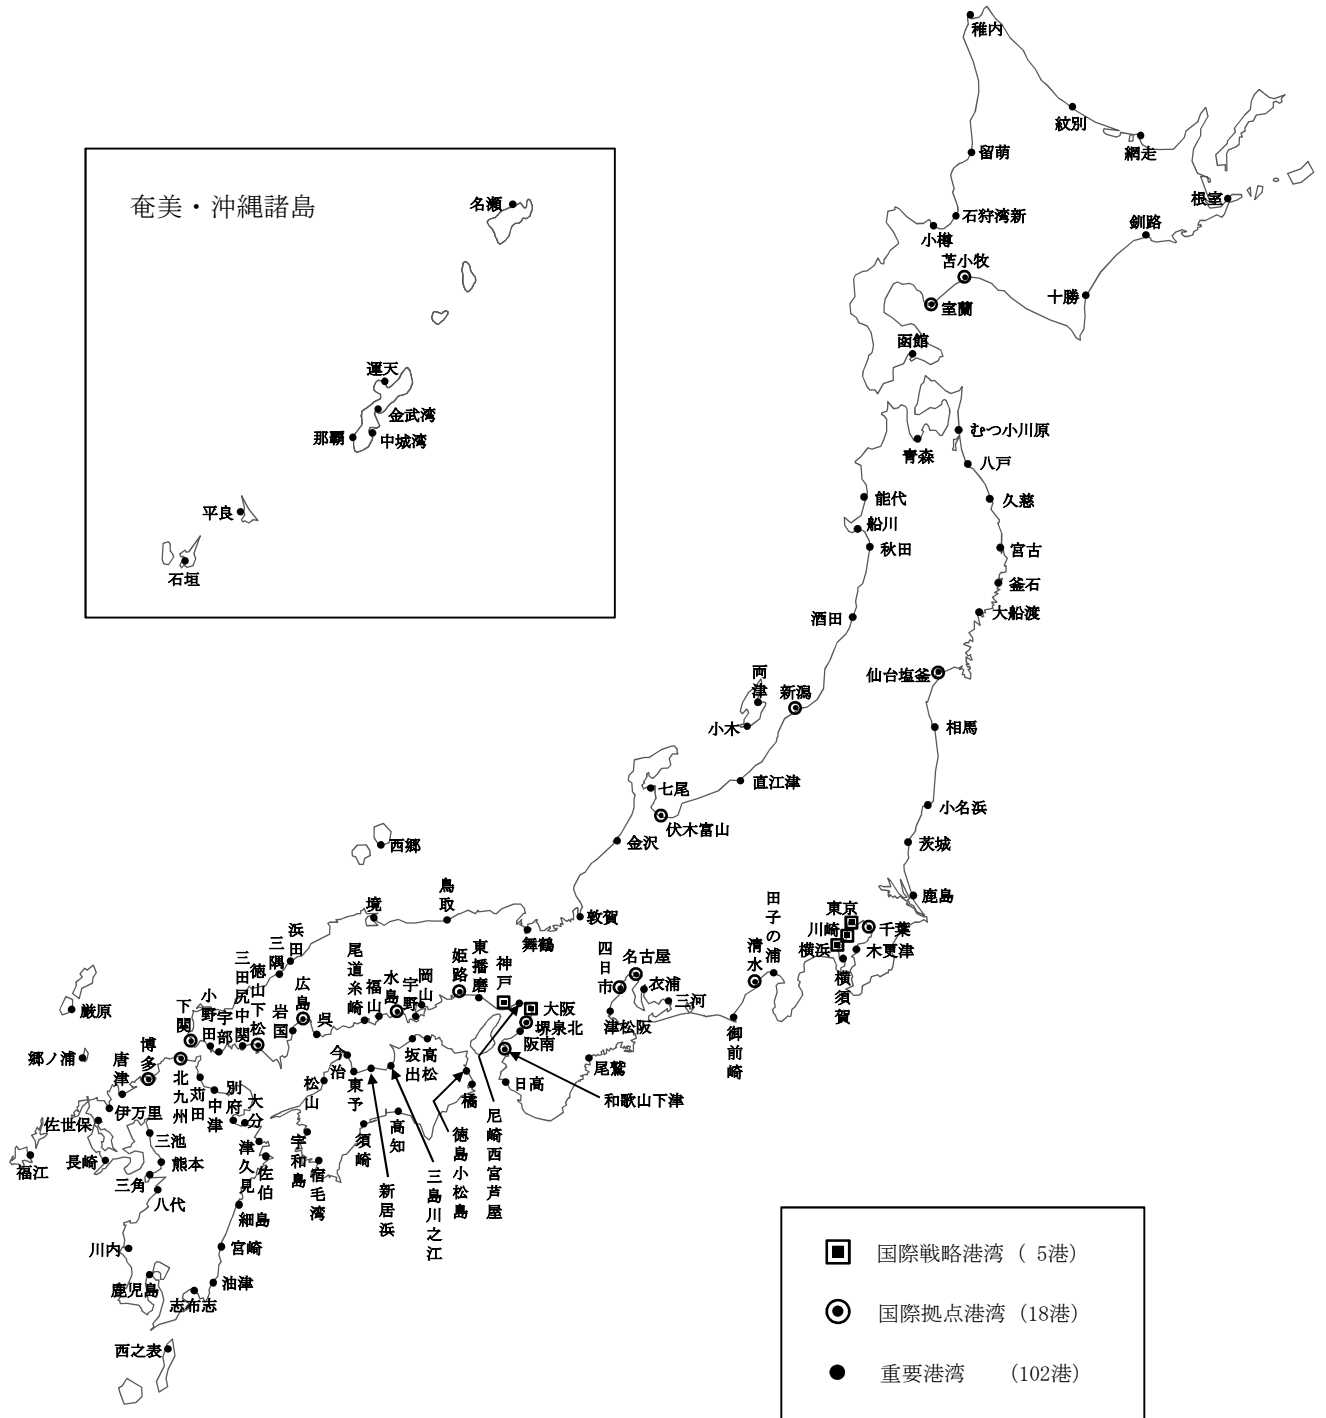 稚内
紋別
網走
留萌
根室
釧路
石狩湾新
小樽
苫小牧
十勝
室蘭
函館
奄美・沖縄諸島
名瀬
運天
金武湾
那覇
中城湾
平良
石垣
むつ小川原
青森
八戸
能代
久慈
船川
秋田
宮古
釜石
大船渡
酒田
仙台塩釜
両津
新潟
小木
相馬
直江津
七尾
伏木富山
小名浜
金沢
茨城
西郷
鹿島
鳥取
境
敦賀
舞鶴
田子の浦
清水
東京
川崎
横浜
千葉
木更津
横須賀
浜田
三隅
四日市
名古屋
衣浦
三河
津松阪
御前崎
尾鷲
神戸
東播磨
姫路
岡山
宇野
水島
福山
尾道糸崎
呉
広島
岩国
徳山下松
三田尻中関
宇部
小野田
下関
大阪
堺泉北
阪南
和歌山下津
日高
尼崎西宮芦屋
徳島小松島
橘
高松
坂出
三島川之江
新居浜
東予
今治
松山
宇和島
宿毛湾
須崎
高知
厳原
郷ノ浦
博多
唐津
北九州
苅田
中津
別府
大分
津久見
佐伯
細島
宮崎
油津
志布志
伊万里
佐世保
長崎
福江
三池
熊本
三角
八代
川内
鹿児島
西之表
国際戦略港湾 ( 5港)
国際拠点港湾 (18港)
重要港湾 (102港)